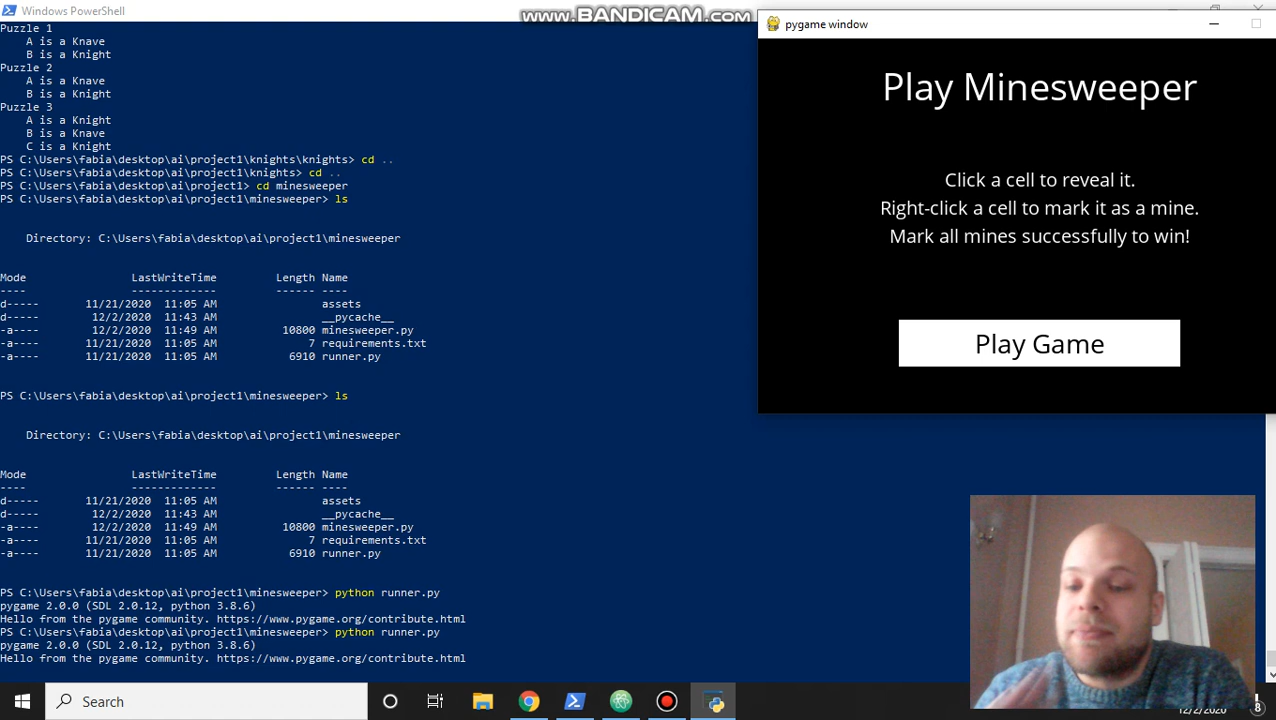 Windows PowerShell
www.BANDICAM.com
Puzzle 1
A is a Knave
B is a Knight
Puzzle 2
A is a Knave
B is a Knight
Puzzle 3
A is a Knight
B is a Knave
C is a Knight
PS C:\Users\fabia\desktop\ai\project1\knights\knights> cd ..
PS C:\Users\fabia\desktop\ai\project1\knights> cd ..
PS C:\Users\fabia\desktop\ai\project1> cd minesweeper
PS C:\Users\fabia\desktop\ai\project1\minesweeper> ls
Directory: C:\Users\fabia\desktop\ai\project1\minesweeper
Mode LastWriteTime Length Name
---- ------------- ------ ----
d----- 11/21/2020 11:05 AM assets
d----- 12/2/2020 11:43 AM __pycache__
-a---- 12/2/2020 11:49 AM 10800 minesweeper.py
-a---- 11/21/2020 11:05 AM 7 requirements.txt
-a---- 11/21/2020 11:05 AM 6910 runner.py
PS C:\Users\fabia\desktop\ai\project1\minesweeper> ls
Directory: C:\Users\fabia\desktop\ai\project1\minesweeper
Mode LastWriteTime Length Name
---- ------------- ------ ----
d----- 11/21/2020 11:05 AM assets
d----- 12/2/2020 11:43 AM __pycache__
-a---- 12/2/2020 11:49 AM 10800 minesweeper.py
-a---- 11/21/2020 11:05 AM 7 requirements.txt
-a---- 11/21/2020 11:05 AM 6910 runner.py
PS C:\Users\fabia\desktop\ai\project1\minesweeper> python runner.py
pygame 2.0.0 (SDL 2.0.12, python 3.8.6)
Hello from the pygame community. https://www.pygame.org/contribute.html
PS C:\Users\fabia\desktop\ai\project1\minesweeper> python runner.py
pygame 2.0.0 (SDL 2.0.12, python 3.8.6)
Hello from the pygame community. https://www.pygame.org/contribute.html
pygame window
Play Minesweeper
Click a cell to reveal it.
Right-click a cell to mark it as a mine.
Mark all mines successfully to win!
Play Game
Search
12/2/2020
8